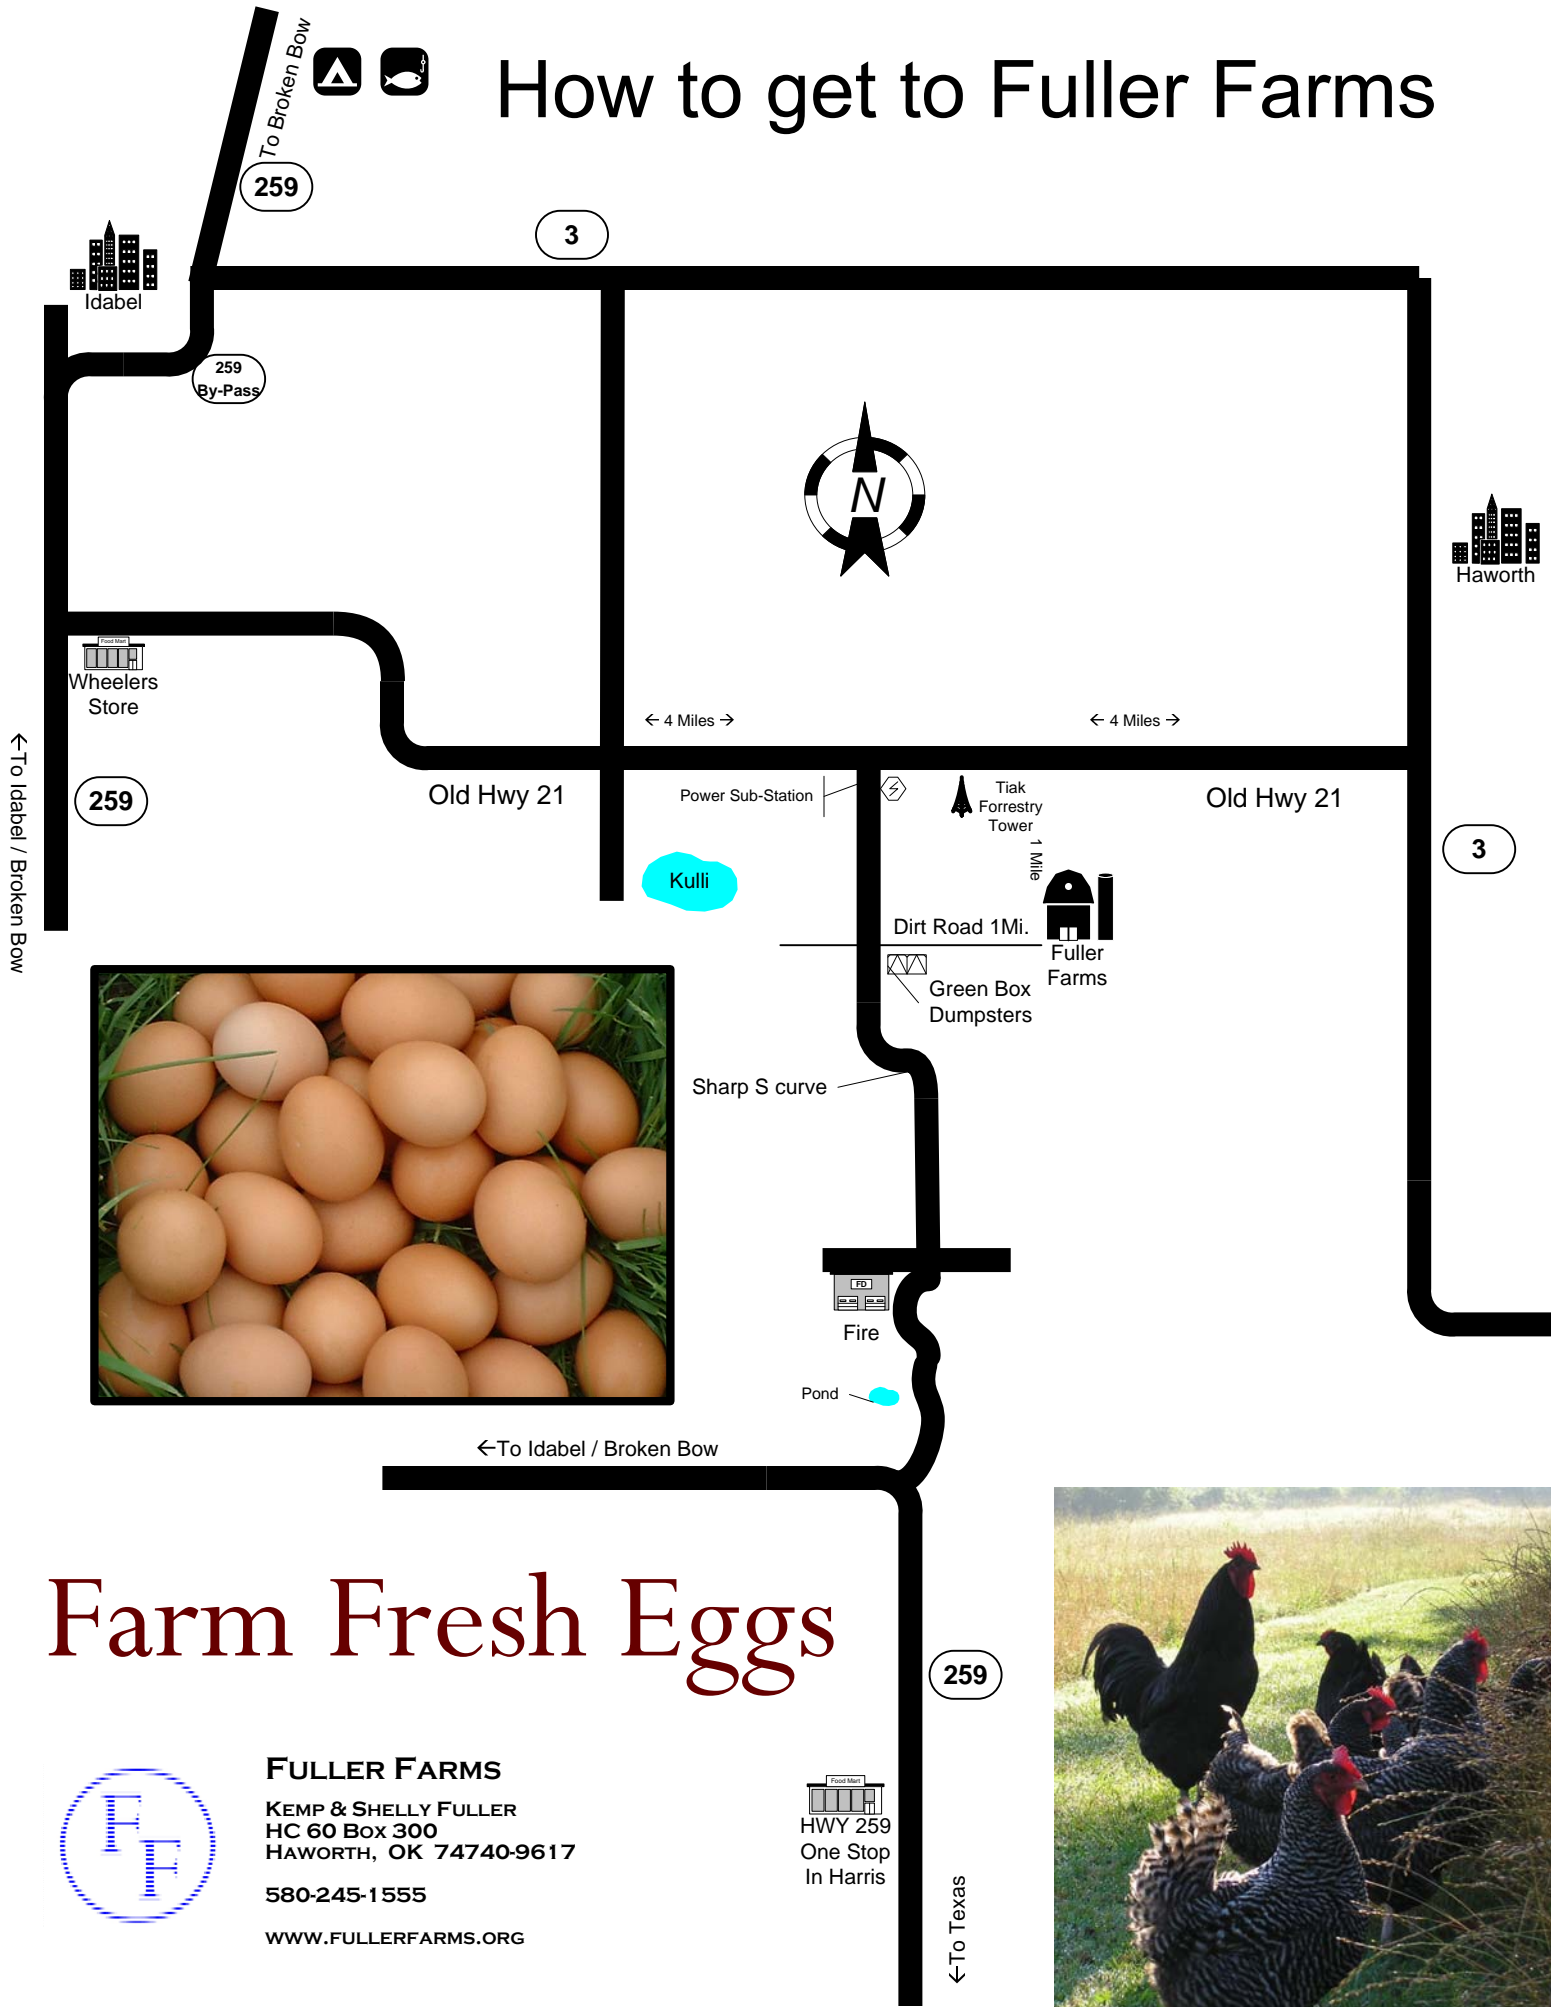 How to get to Fuller Farms
To Broken Bow
259
3
Idabel
259
By-Pass
N
Haworth
Food Mart
Wheelers
Store
←To Idabel / Broken Bow
259
← 4 Miles →
← 4 Miles →
Old Hwy 21
Power Sub-Station
Tiak
Forrestry
Tower
Old Hwy 21
1 Mile
3
Kulli
Dirt Road 1Mi.
Fuller
Farms
Green Box
Dumpsters
Sharp S curve
FD
Fire
Pond
←To Idabel / Broken Bow
Farm Fresh Eggs
259
FF
Fuller Farms
Kemp & Shelly Fuller
HC 60 Box 300
Haworth, OK 74740-9617
580-245-1555
www.fullerfarms.org
Food Mart
HWY 259
One Stop
In Harris
←To Texas